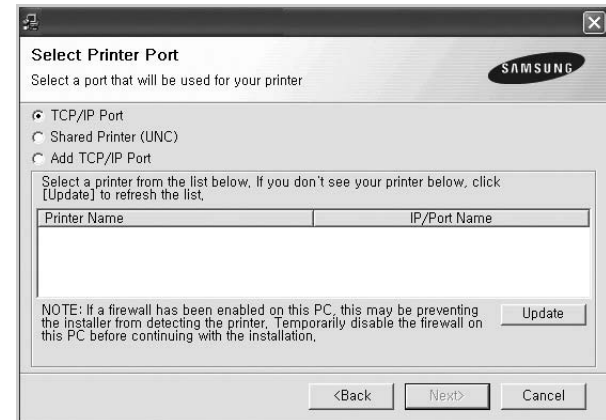 Select Printer Port
Select a port that will be used for your printer
SAMSUNG
TCP/IP Port
Shared Printer (UNC)
Add TCP/IP Port
Select a printer from the list below, If you don't see your printer below, click
[Update] to refresh the list,
Printer Name IP/Port Name
NOTE: If a firewall has been enabled on this PC, this may be preventing
the installer from detecting the printer, Temporarily disable the firewall on
this PC before continuing with the installation,
Update
<Back Next> Cancel